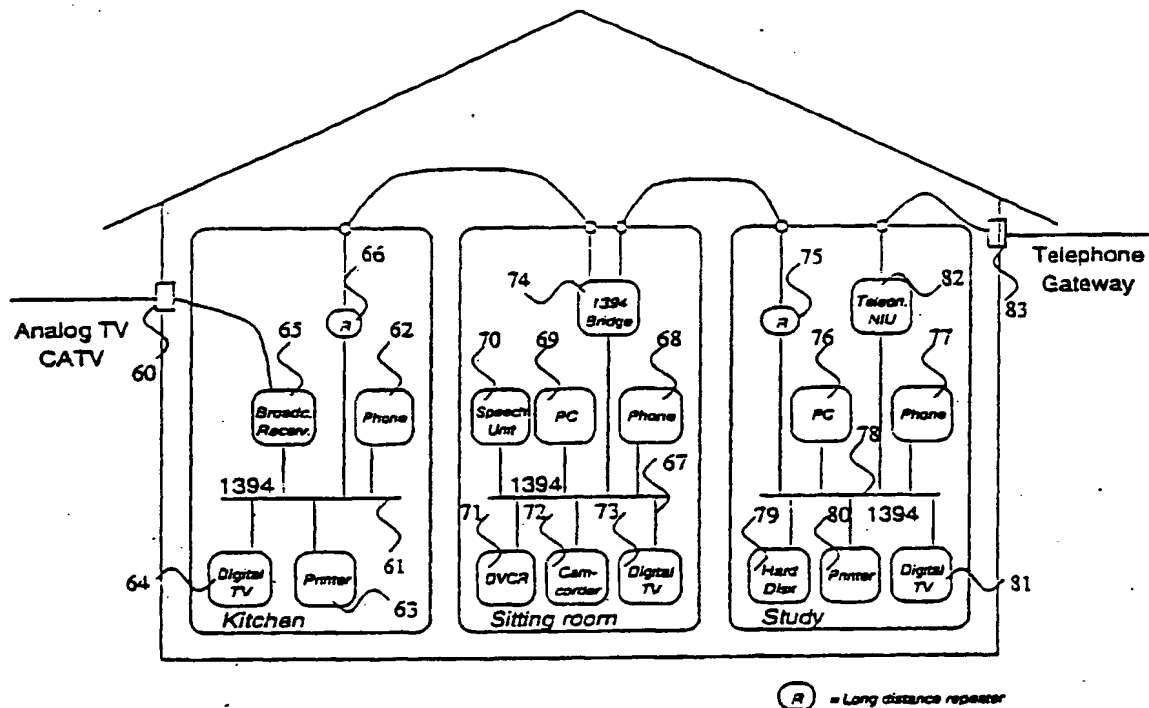 Analog TV
CATV
60
66
R
65
62
Broadc.
Receiv.
Phone
1394
64
Digital
TV
Printer
63
61
Kitchen
74
1394
Bridge
70
69
68
Speech
Unit
PC
Phone
1394
67
71
72
73
DVCR
Cam-
corder
Digital
TV
Sitting room
75
R
82
Telecom.
NIU
76
77
PC
Phone
78
1394
79
80
Hard
Disk
Printer
Digital
TV
81
Study
83
Telephone
Gateway
R = Long distance repeater